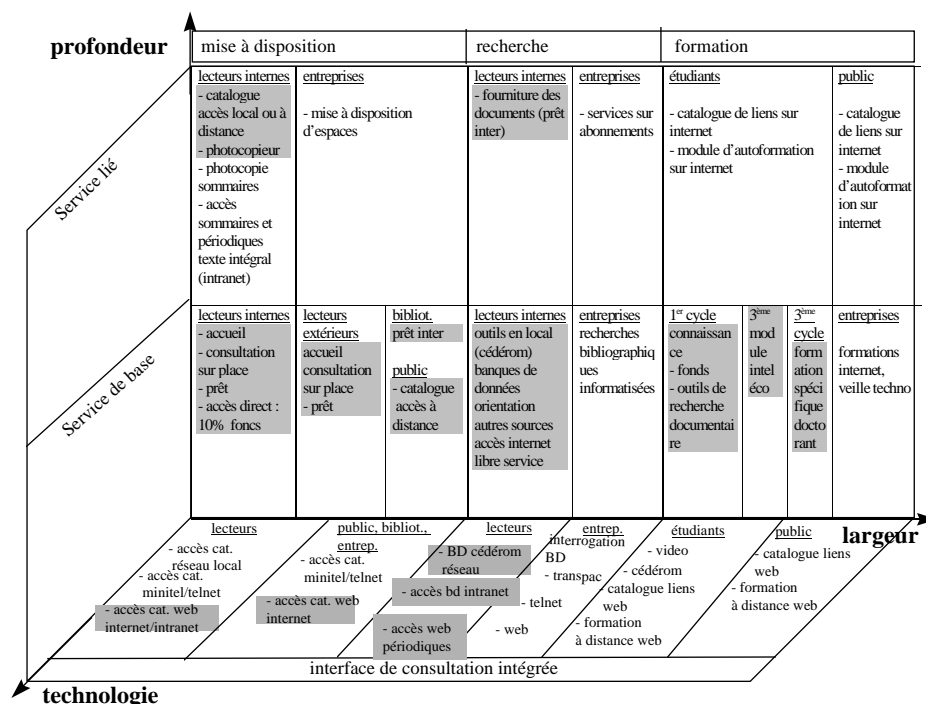 profondeur
mise à disposition
recherche
formation
Service lié
lecteurs internes
- catalogue
accès local ou à
distance
- photocopieur
- photocopie
sommaires
- accès
sommaires et
périodiques
texte intégral
(intranet)
entreprises
- mise à disposition
d'espaces
lecteurs internes
- fourniture des
documents (prêt
inter)
entreprises
- services sur
abonnements
étudiants
- catalogue de liens sur
internet
- module d'autoformation
sur internet
public
- catalogue
de liens sur
internet
- module
d'autoformat
ion sur
internet
Service de base
lecteurs internes
- accueil
- consultation
sur place
- prêt
- accès direct :
10% foncs
lecteurs
extérieurs
accueil
consultation
sur place
- prêt
bibliot.
prêt inter
public
- catalogue
accès à
distance
lecteurs internes
outils en local
(cédérom)
banques de
données
orientation
autres sources
accès internet
libre service
entreprises
recherches
bibliographiq
ues
informatisées
1er cycle
connaissan
ce
- fonds
- outils de
recherche
documentai
re
3ème
mod
ule
intel
éco
3ème
cycle
form
ation
spéci
fique
docto
rant
entreprises
formations
internet,
veille techno
largeur
lecteurs
- accès cat.
réseau local
- accès cat.
minitel/telnet
- accès cat. web
internet/intranet
public, bibliot.,
entrep.
- accès cat.
minitel/telnet
- accès cat. web
internet
lecteurs
- BD cédérom
réseau
- accès bd intranet
- accès web
périodiques
entrep.
interrogation
BD
- transpac
- telnet
- web
étudiants
- video
- cédérom
- catalogue liens
web
- formation
à distance web
public
- catalogue liens
web
- formation
à distance web
interface de consultation intégrée
technologie